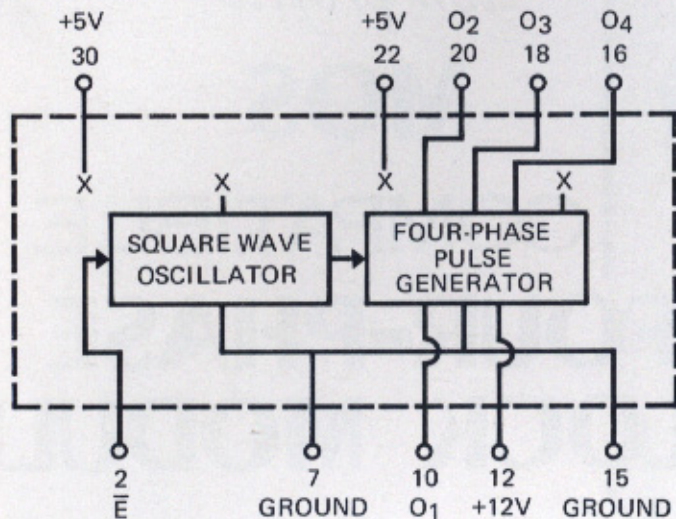 +5V +5V O2 O3 O4
30 22 20 18 16
X X
X X
SQUARE WAVE
OSCILLATOR
FOUR-PHASE
PULSE
GENERATOR
2 7 10 12 15
E̅ GROUND O1 +12V GROUND